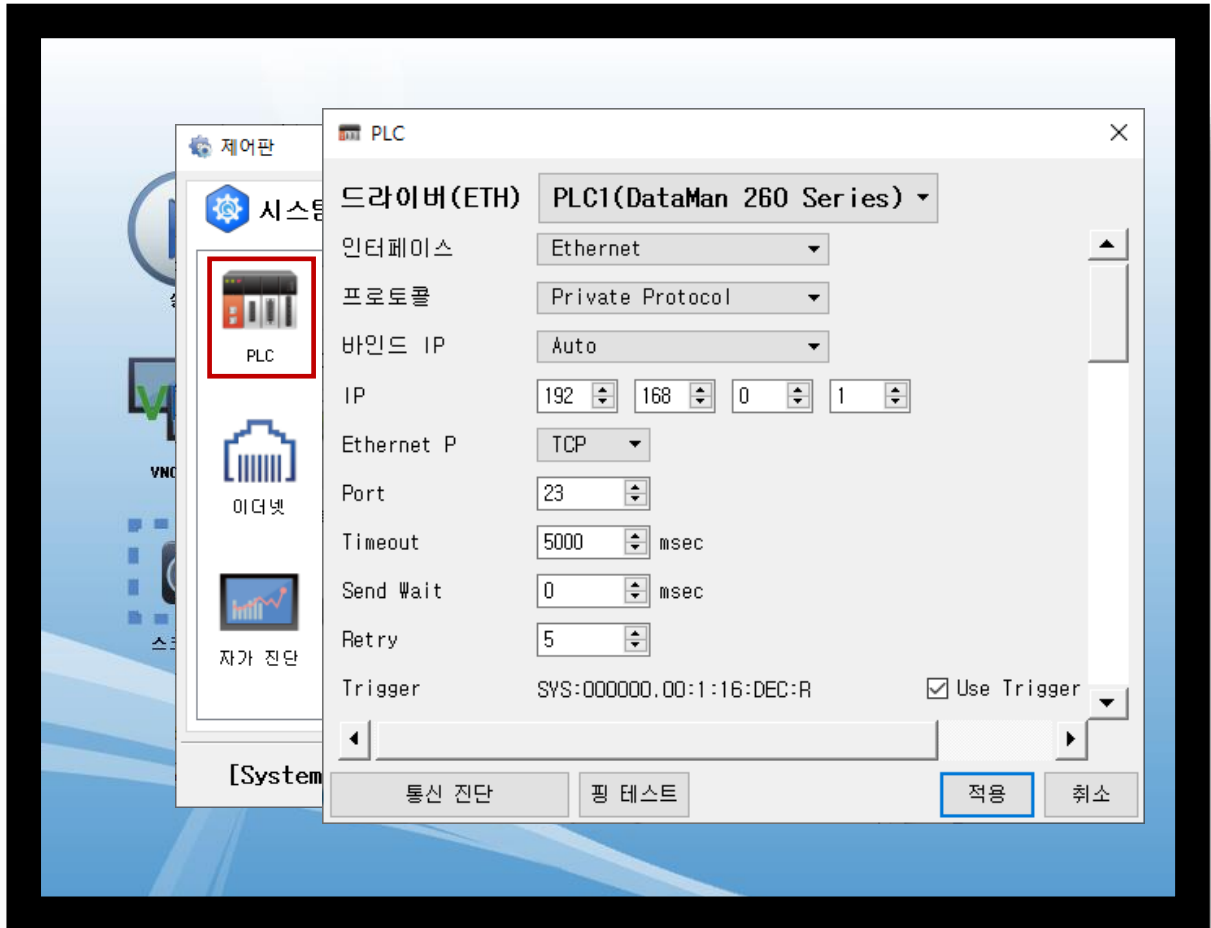 제어판
시스템
PLC
이더넷
자가 진단
[System
PLC
드라이버(ETH) PLC1(DataMan 260 Series)
인터페이스 Ethernet
프로토콜 Private Protocol
바인드 IP Auto
IP 192 168 0 1
Ethernet P TCP
Port 23
Timeout 5000 msec
Send Wait 0 msec
Retry 5
Trigger SYS:000000.00:1:16:DEC:R Use Trigger
통신 진단 핑 테스트 적용 취소
VNC